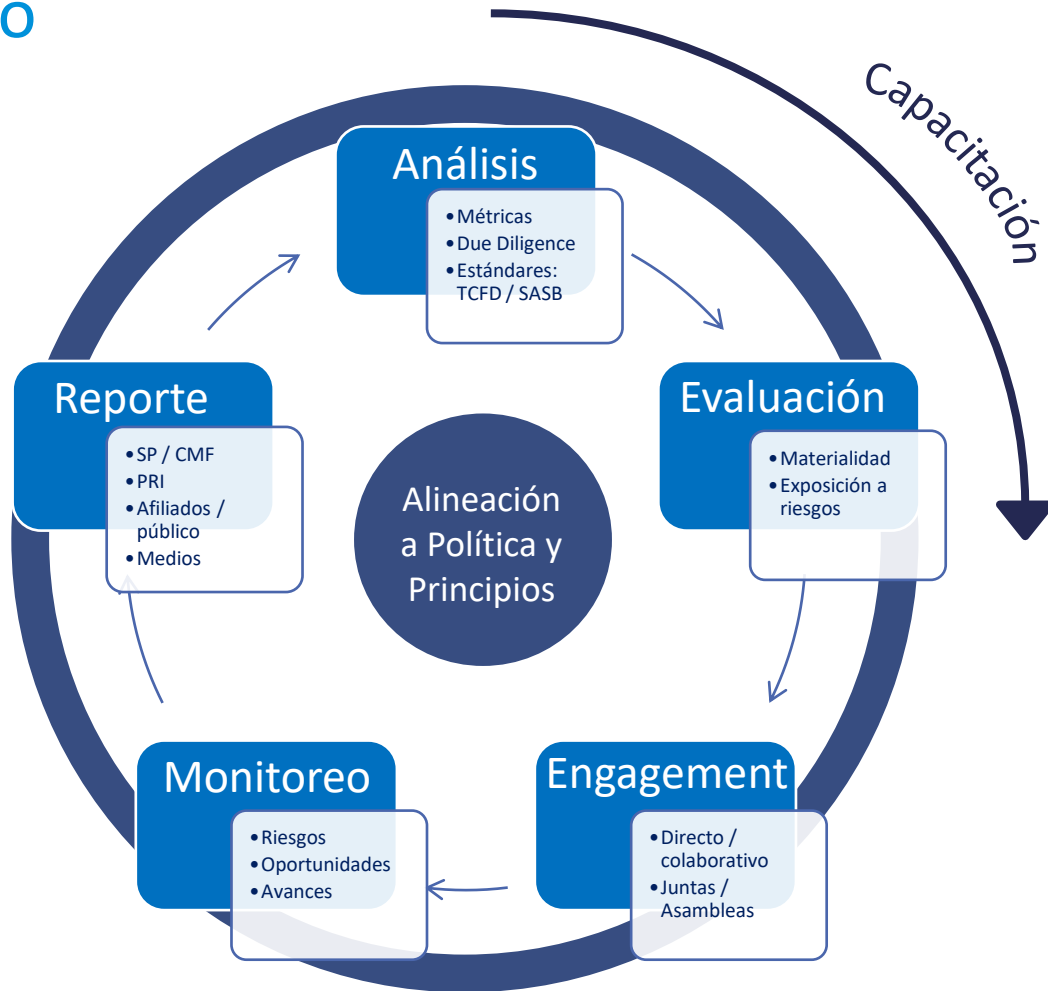 o
Capacitación
Análisis
•Métricas
•Due Diligence
•Estándares:
TCFD / SASB
Evaluación
•Materialidad
•Exposición a
riesgos
Engagement
•Directo /
colaborativo
•Juntas /
Asambleas
Monitoreo
•Riesgos
•Oportunidades
•Avances
Reporte
•SP / CMF
•PRI
•Afiliados /
público
•Medios
Alineación
a Política y
Principios